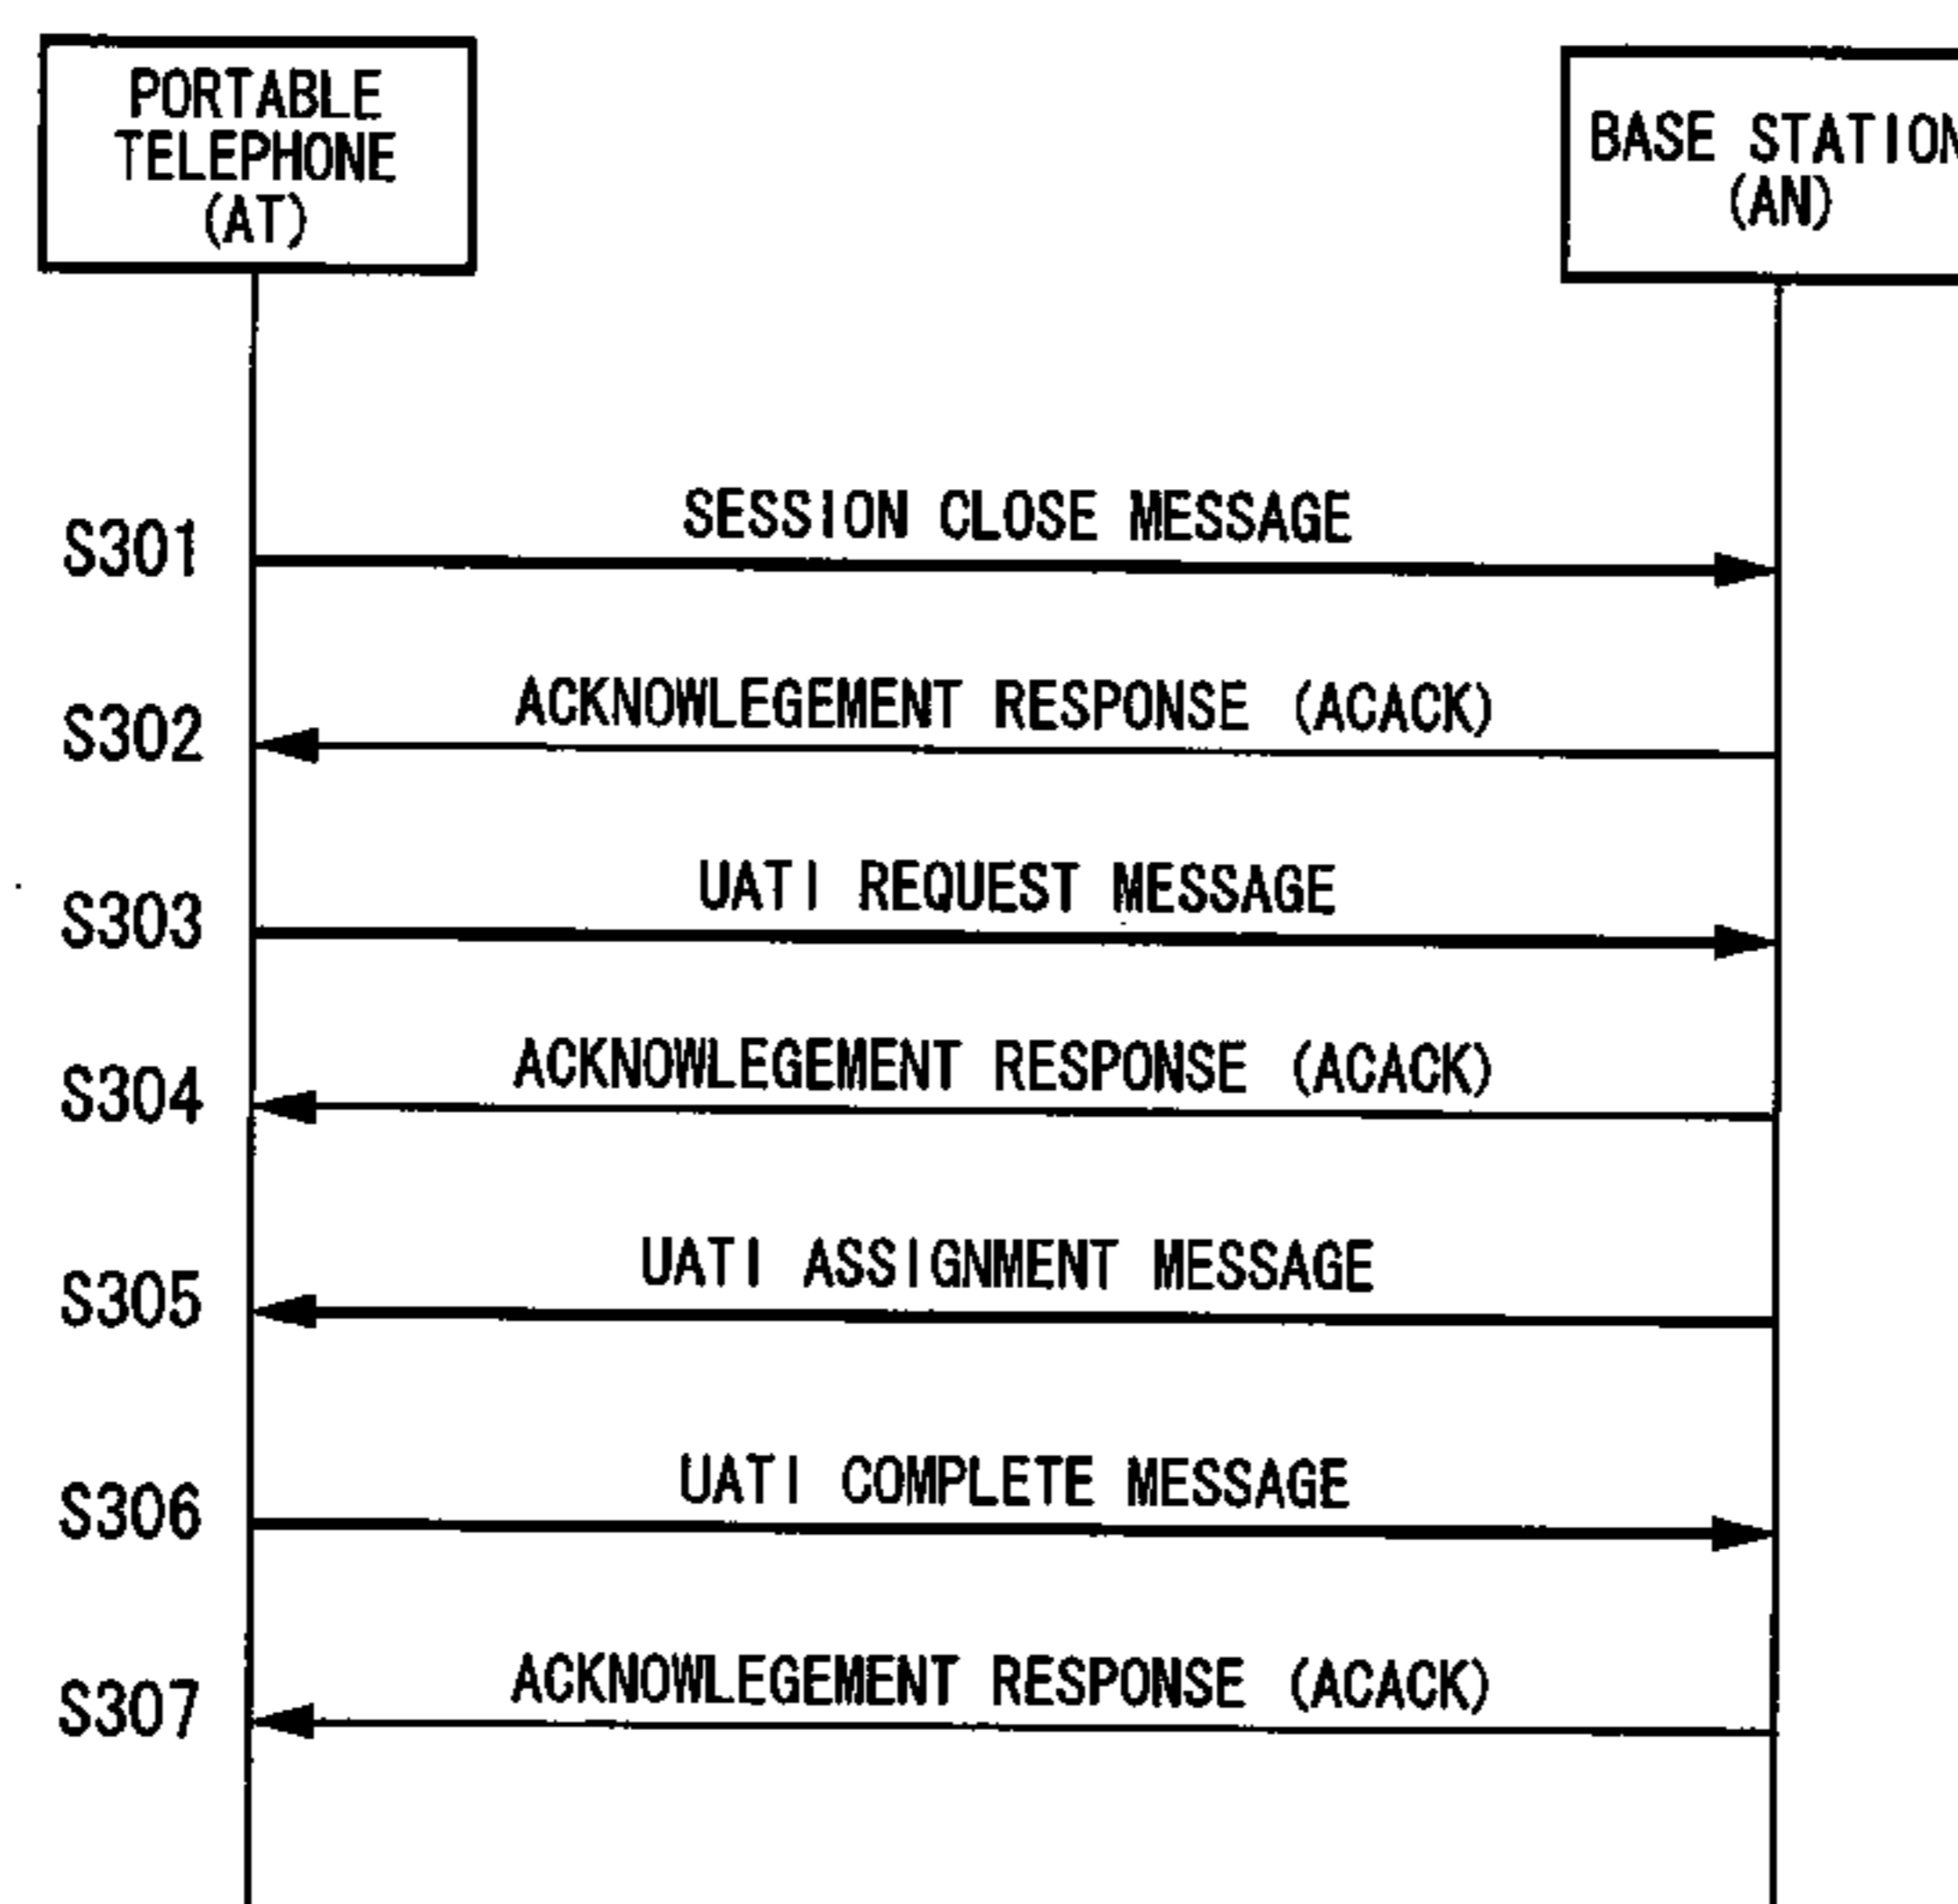 PORTABLE
TELEPHONE
(AT)
BASE STATION
(AN)
S301
SESSION CLOSE MESSAGE
S302
ACKNOWLEGEMENT RESPONSE (ACACK)
S303
UATI REQUEST MESSAGE
S304
ACKNOWLEGEMENT RESPONSE (ACACK)
S305
UATI ASSIGNMENT MESSAGE
S306
UATI COMPLETE MESSAGE
S307
ACKNOWLEGEMENT RESPONSE (ACACK)